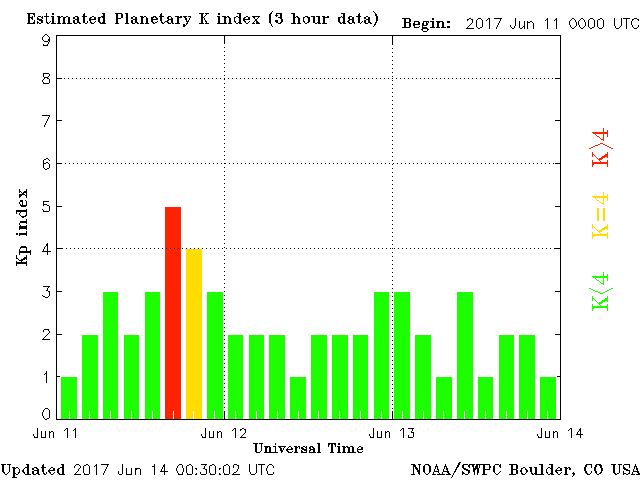 Estimated Planetary K index (3 hour data) Begin: 2017 Jun 11 0000 UTC
9
8
7
6
5
4
3
2
1
0
Kp index
K>4
K=4
K<4
Jun 11 Jun 12 Jun 13 Jun 14
Universal Time
Updated 2017 Jun 14 00:30:02 UTC NOAA/SWPC Boulder, CO USA